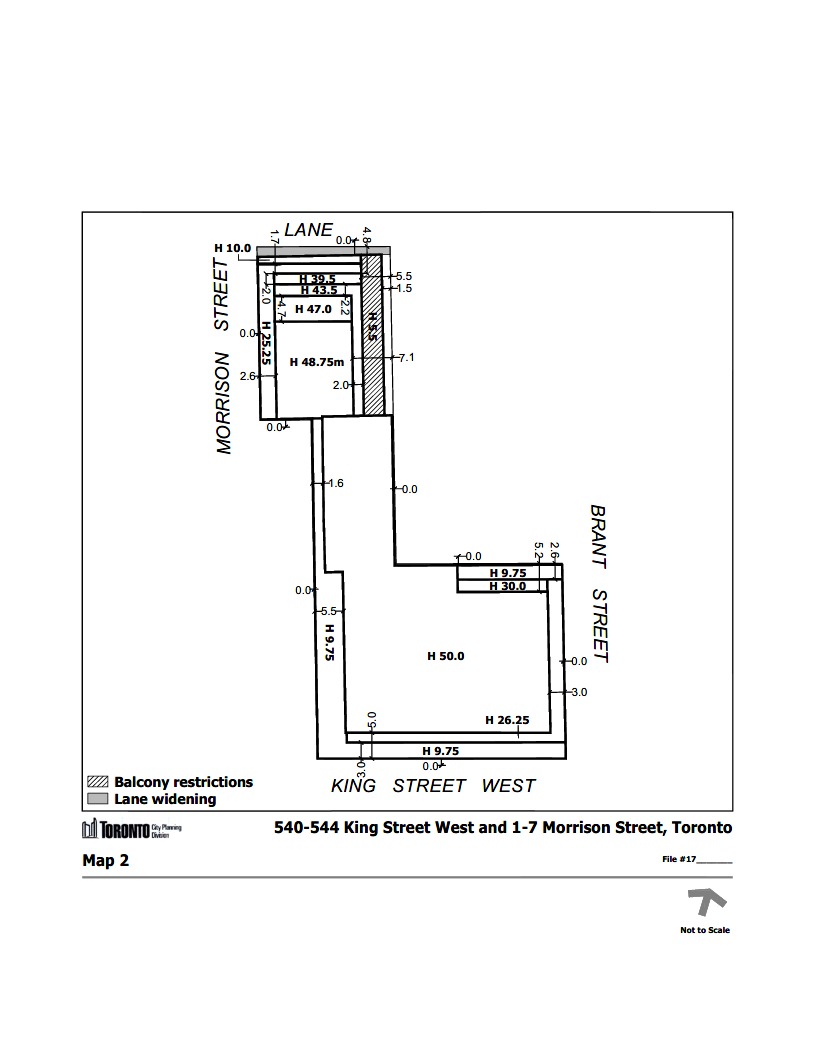 LANE
1.7
0.0
4.8
H 10.0
5.5
H 39.5
1.5
H 43.5
2.0
4.7
H 47.0
2.2
MORRISON STREET
0.0
H 25.25
H 5.5
H 48.75m
7.1
2.6
2.0
0.0
1.6
0.0
BRANT STREET
0.0
5.2
2.6
H 9.75
H 30.0
0.0
5.5
H 9.75
H 50.0
0.0
3.0
5.0
H 26.25
H 9.75
0.0
3.0
KING STREET WEST
Balcony restrictions
Lane widening
TORONTO City Planning
Division
540-544 King Street West and 1-7 Morrison Street, Toronto
Map 2
File #17_______
Not to Scale